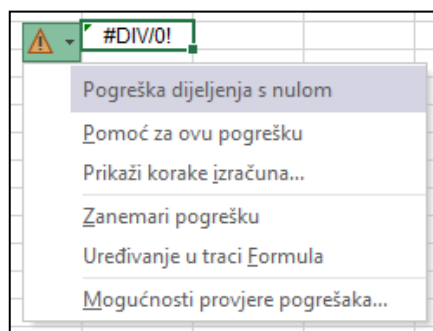 #DIV/0!
Pogreška dijeljenja s nulom
Pomoć za ovu pogrešku
Prikaži korake izračuna...
Zanemari pogrešku
Uređivanje u traci Formula
Mogućnosti provjere pogrešaka...